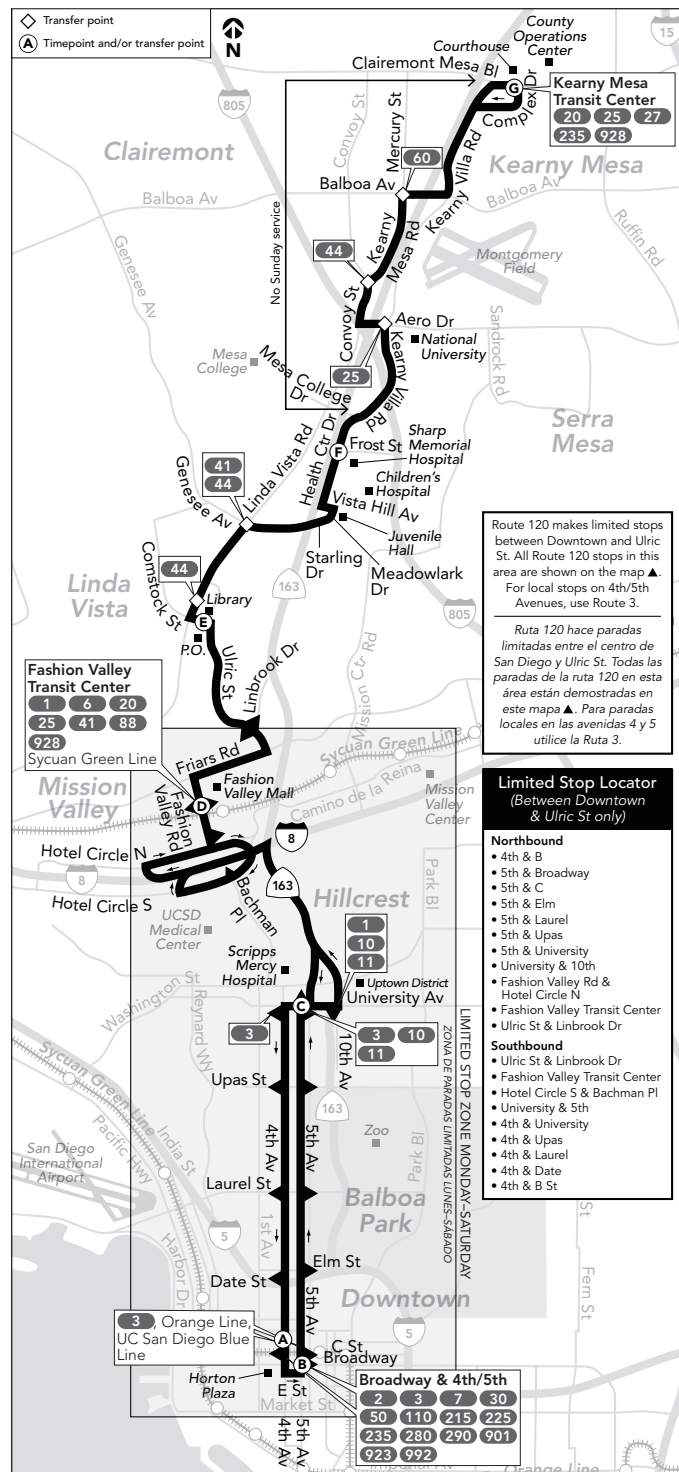 Transfer point
A Timepoint and/or transfer point
N
County
Operations
Center
Courthouse
15
Clairemont Mesa Bl
G
Complex Dr
Kearny Mesa
Transit Center
20 25 27
235 928
805
Convoy St
Mercury St
Kearny Villa Rd
Clairemont
Kearny Mesa
60
Balboa Av
Balboa Av
Balboa Av
Genesee Av
No Sunday service
Kearny
Mesa Rd
Kearny Villa Rd
Ruffin Rd
44
Montgomery
Field
Convoy St
Aero Dr
National
University
Sandrock Rd
Mesa
College
Mesa College
Dr
25
Kearny Villa
Rd
Serra
Mesa
Linda Vista Rd
Health Ctr Dr
F
Frost St
Sharp
Memorial
Hospital
41
44
Genesee Av
Children's
Hospital
Vista Hill Av
Juvenile
Hall
Starling
Dr
Meadowlark
Dr
163
805
Route 120 makes limited stops
between Downtown and Ulric
St. All Route 120 stops in this
area are shown on the map ▲.
For local stops on 4th/5th
Avenues, use Route 3.
Ruta 120 hace paradas
limitadas entre el centro de
San Diego y Ulric St. Todas las
paradas de la ruta 120 en esta
área están demostradas en
este mapa ▲. Para paradas
locales en las avenidas 4 y 5
utilice la Ruta 3.
Linda
Vista
Comstock St
44
Library
E
P.O.
Ulric St
Linbrook Dr
Mission Ctr Rd
Fashion Valley
Transit Center
1 6 20
25 41 88
928
Sycuan Green Line
Friars Rd
Sycuan Green Line
Fashion
Valley Mall
Camino de la Reina
Mission
Valley
Center
Mission
Valley
D
Fashion
Valley Rd
Hotel Circle N
8
8
Hotel Circle S
163
Bachman
Pl
UCSD
Medical
Center
Hillcrest
Park Bl
1
10
11
Scripps
Mercy
Hospital
Uptown District
University Av
Washington St
Reynard Wy
3
C
3 10
11
10th Av
163
LIMITED STOP ZONE MONDAY–SATURDAY
ZONA DE PARADAS LIMITADAS LUNES–SÁBADO
Limited Stop Locator
(Between Downtown
& Ulric St only)
Northbound
• 4th & B
• 5th & Broadway
• 5th & C
• 5th & Elm
• 5th & Laurel
• 5th & Upas
• 5th & University
• University & 10th
• Fashion Valley Rd &
Hotel Circle N
• Fashion Valley Transit Center
• Ulric St & Linbrook Dr
Southbound
• Ulric St & Linbrook Dr
• Fashion Valley Transit Center
• Hotel Circle S & Bachman Pl
• University & 5th
• 4th & University
• 4th & Upas
• 4th & Laurel
• 4th & Date
• 4th & B St
Sycuan Green Line
Pacific Hwy
India St
Upas St
4th Av
5th Av
Zoo
Park Bl
San Diego
International
Airport
Laurel St
Balboa
Park
1st Av
5
Harbor Dr
Elm St
Date St
5th Av
Downtown
5
Fern St
St
3, Orange Line,
UC San Diego Blue
Line
A
C St
Broadway
B
Horton
Plaza
E St
Market St
4th Av
5th Av
Broadway & 4th/5th
2 3 7 30
50 110 215 225
235 280 290 901
923 992
Imperial Av
Orange Line